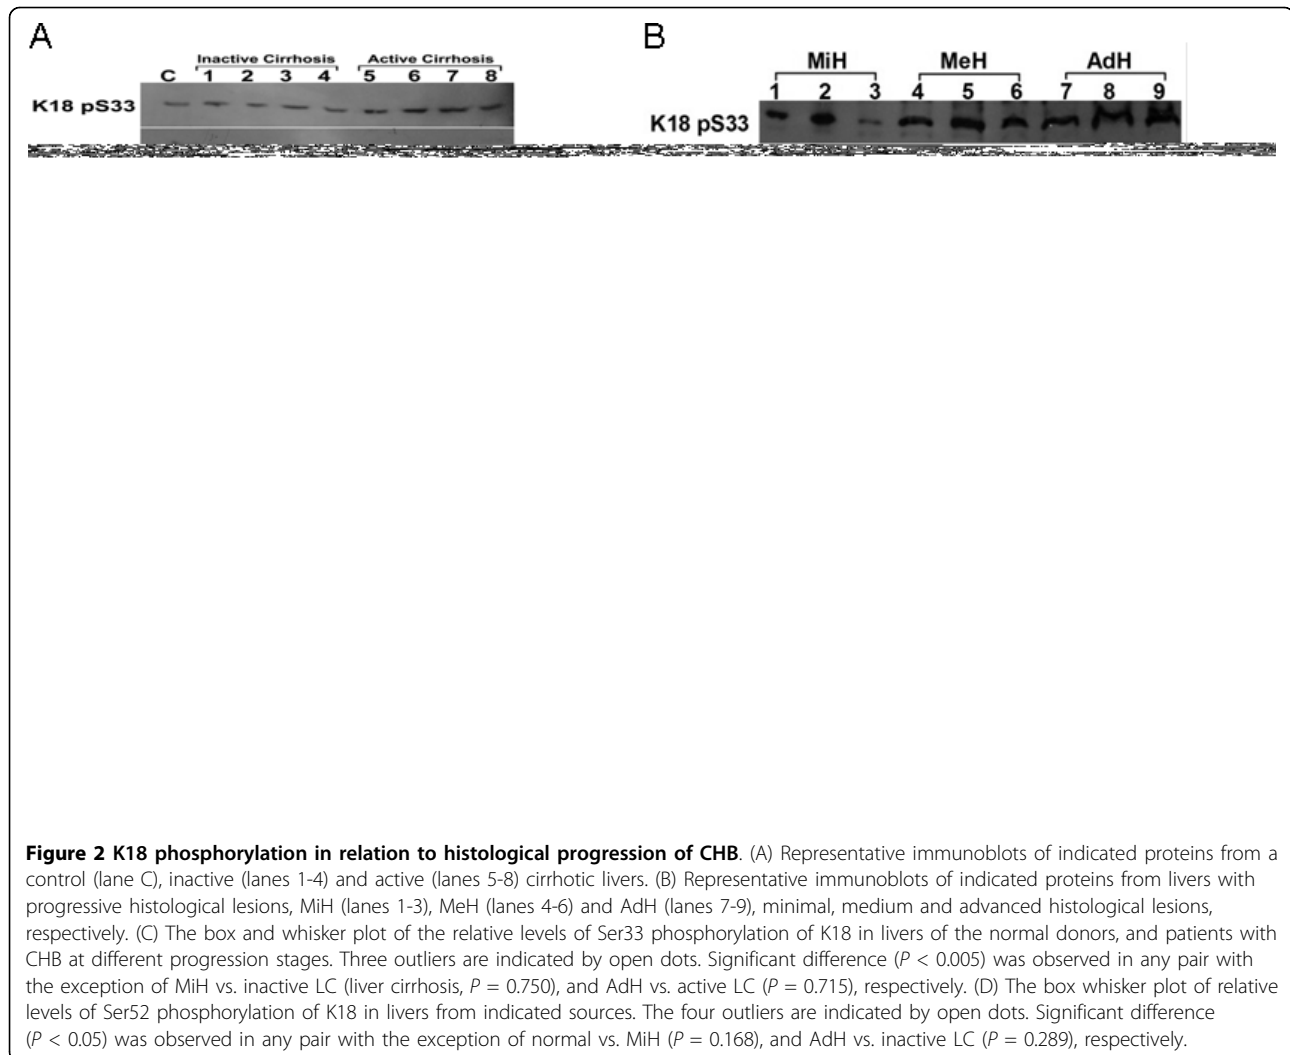 A
Inactive Cirrhosis Active Cirrhosis
C 1 2 3 4 5 6 7 8
K18 pS33
B
MiH MeH AdH
1 2 3 4 5 6 7 8 9
K18 pS33
Figure 2 K18 phosphorylation in relation to histological progression of CHB. (A) Representative immunoblots of indicated proteins from a
control (lane C), inactive (lanes 1-4) and active (lanes 5-8) cirrhotic livers. (B) Representative immunoblots of indicated proteins from livers with
progressive histological lesions, MiH (lanes 1-3), MeH (lanes 4-6) and AdH (lanes 7-9), minimal, medium and advanced histological lesions,
respectively. (C) The box and whisker plot of the relative levels of Ser33 phosphorylation of K18 in livers of the normal donors, and patients with
CHB at different progression stages. Three outliers are indicated by open dots. Significant difference (P < 0.005) was observed in any pair with
the exception of MiH vs. inactive LC (liver cirrhosis, P = 0.750), and AdH vs. active LC (P = 0.715), respectively. (D) The box whisker plot of relative
levels of Ser52 phosphorylation of K18 in livers from indicated sources. The four outliers are indicated by open dots. Significant difference
(P < 0.05) was observed in any pair with the exception of normal vs. MiH (P = 0.168), and AdH vs. inactive LC (P = 0.289), respectively.